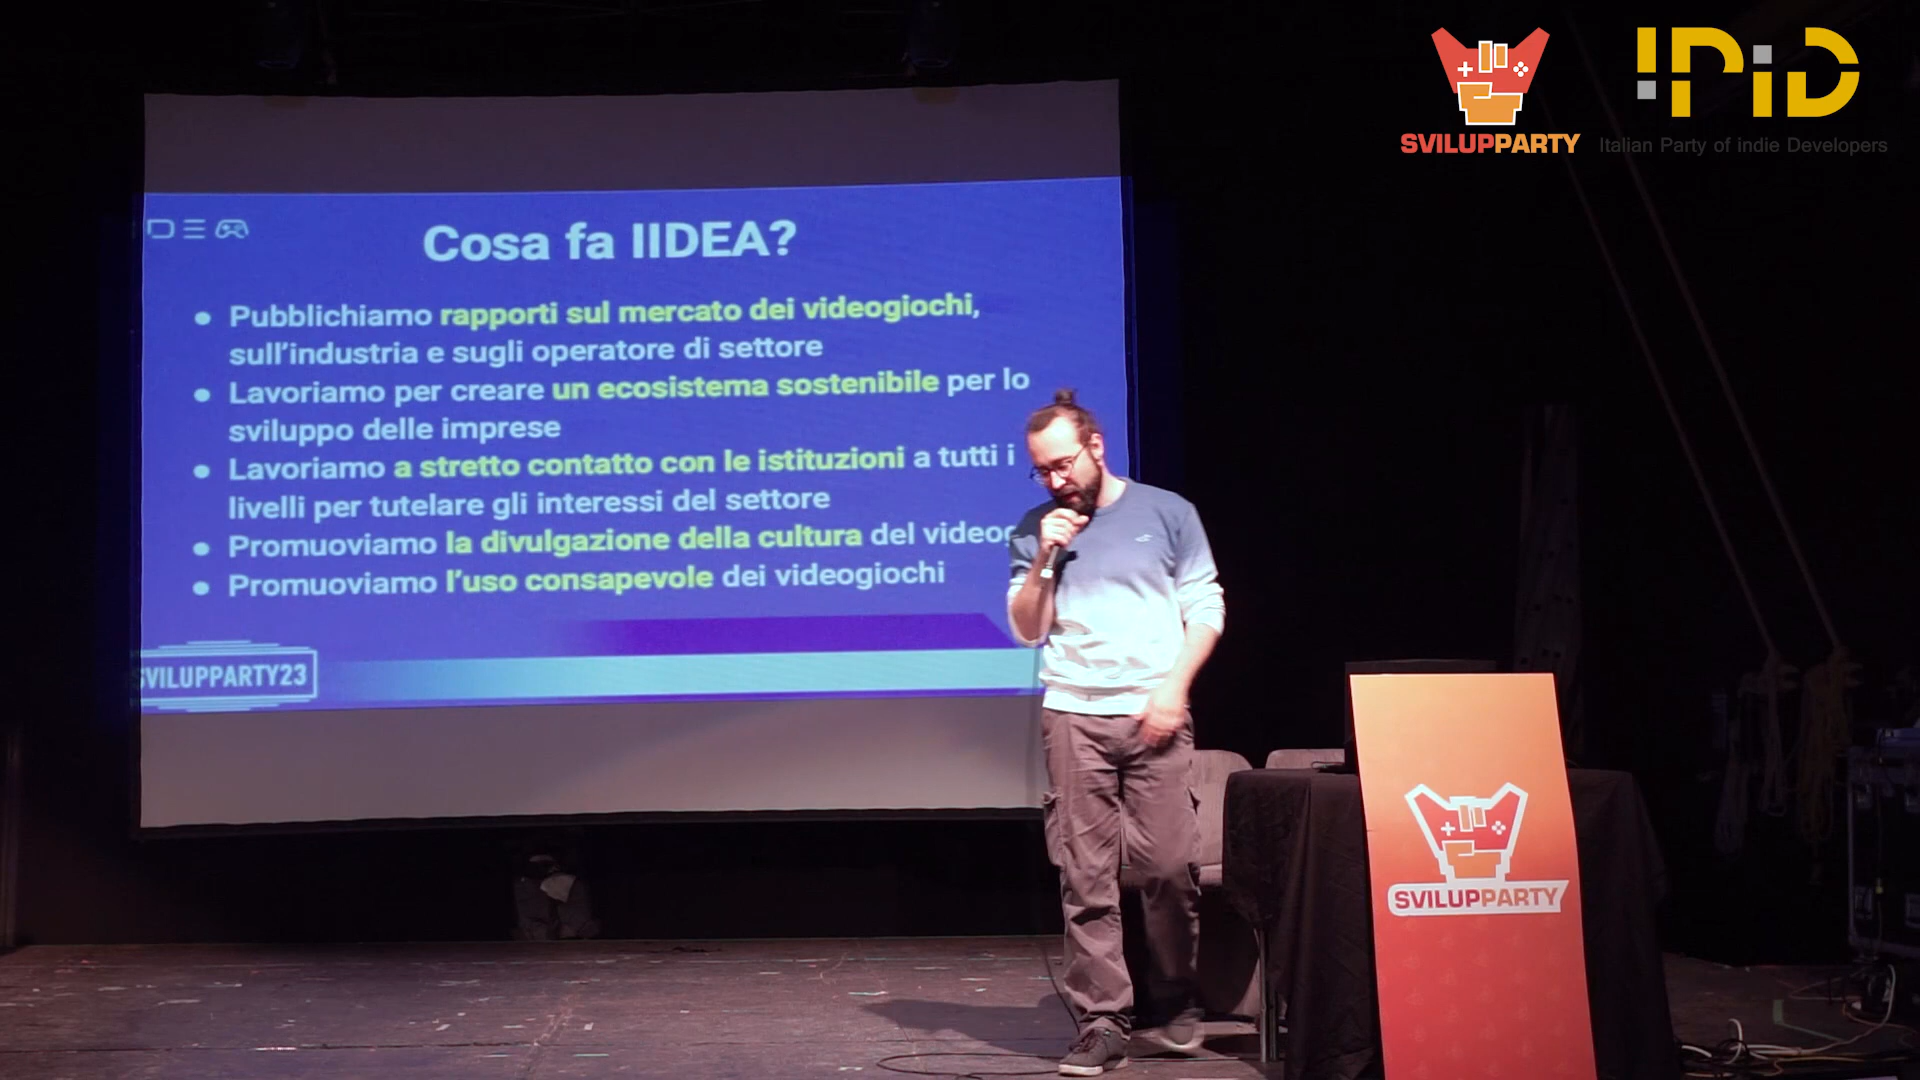 SVILUPPARTY
IPiD
Italian Party of indie Developers
Cosa fa IIDEA?
• Pubblichiamo rapporti sul mercato dei videogiochi,
sull'industria e sugli operatore di settore
• Lavoriamo per creare un ecosistema sostenibile per lo
sviluppo delle imprese
• Lavoriamo a stretto contatto con le istituzioni a tutti i
livelli per tutelare gli interessi del settore
• Promuoviamo la divulgazione della cultura del
• Promuoviamo l'uso consapevole dei videogiochi
SVILUPPARTY23
SVILUPPARTY